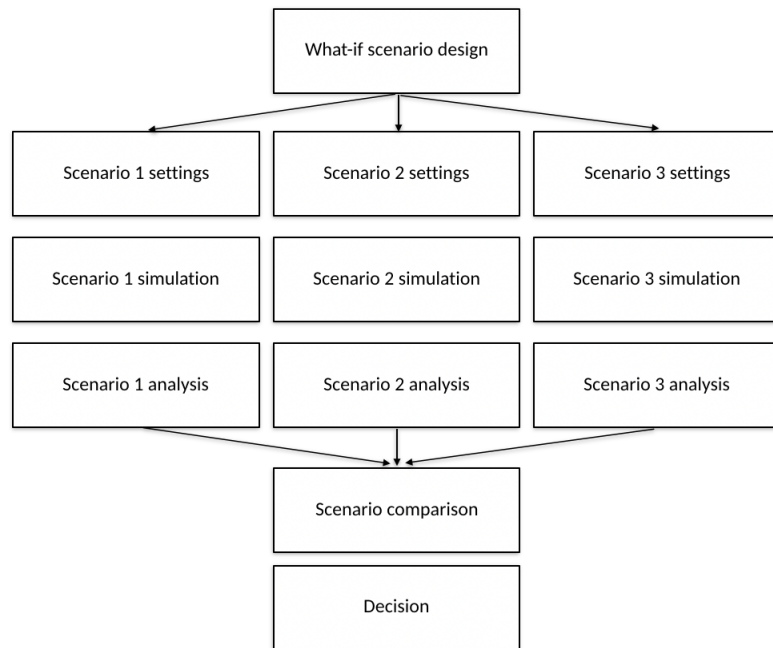 What-if scenario design
Scenario 1 settings
Scenario 2 settings
Scenario 3 settings
Scenario 1 simulation
Scenario 2 simulation
Scenario 3 simulation
Scenario 1 analysis
Scenario 2 analysis
Scenario 3 analysis
Scenario comparison
Decision